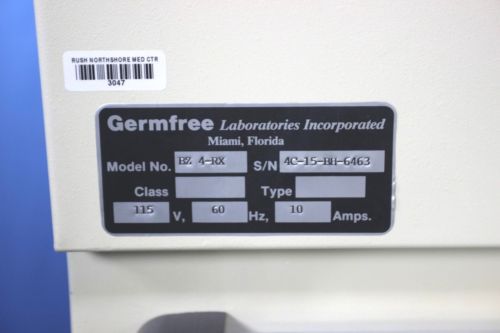 RUSH NORTHSHORE MED CTR
3047
Germfree Laboratories Incorporated
Miami, Florida
Model No. BZ 4-RX S/N 4C-15-BH-6463
Class Type
115 V, 60 Hz, 10 Amps.